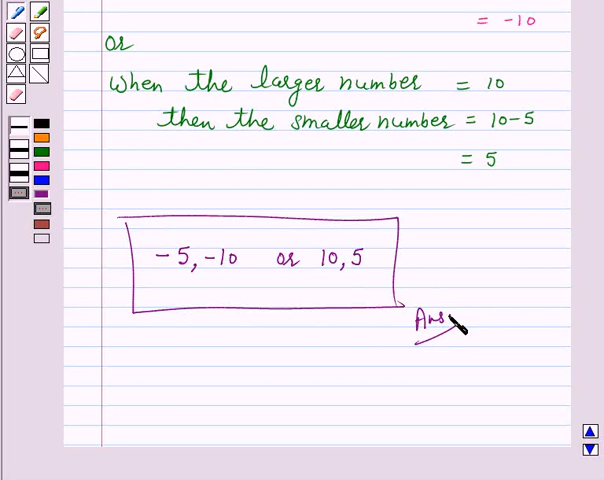 = -10
or
When the larger number = 10
then the smaller number = 10-5
= 5
-5, -10 or 10, 5
Ans